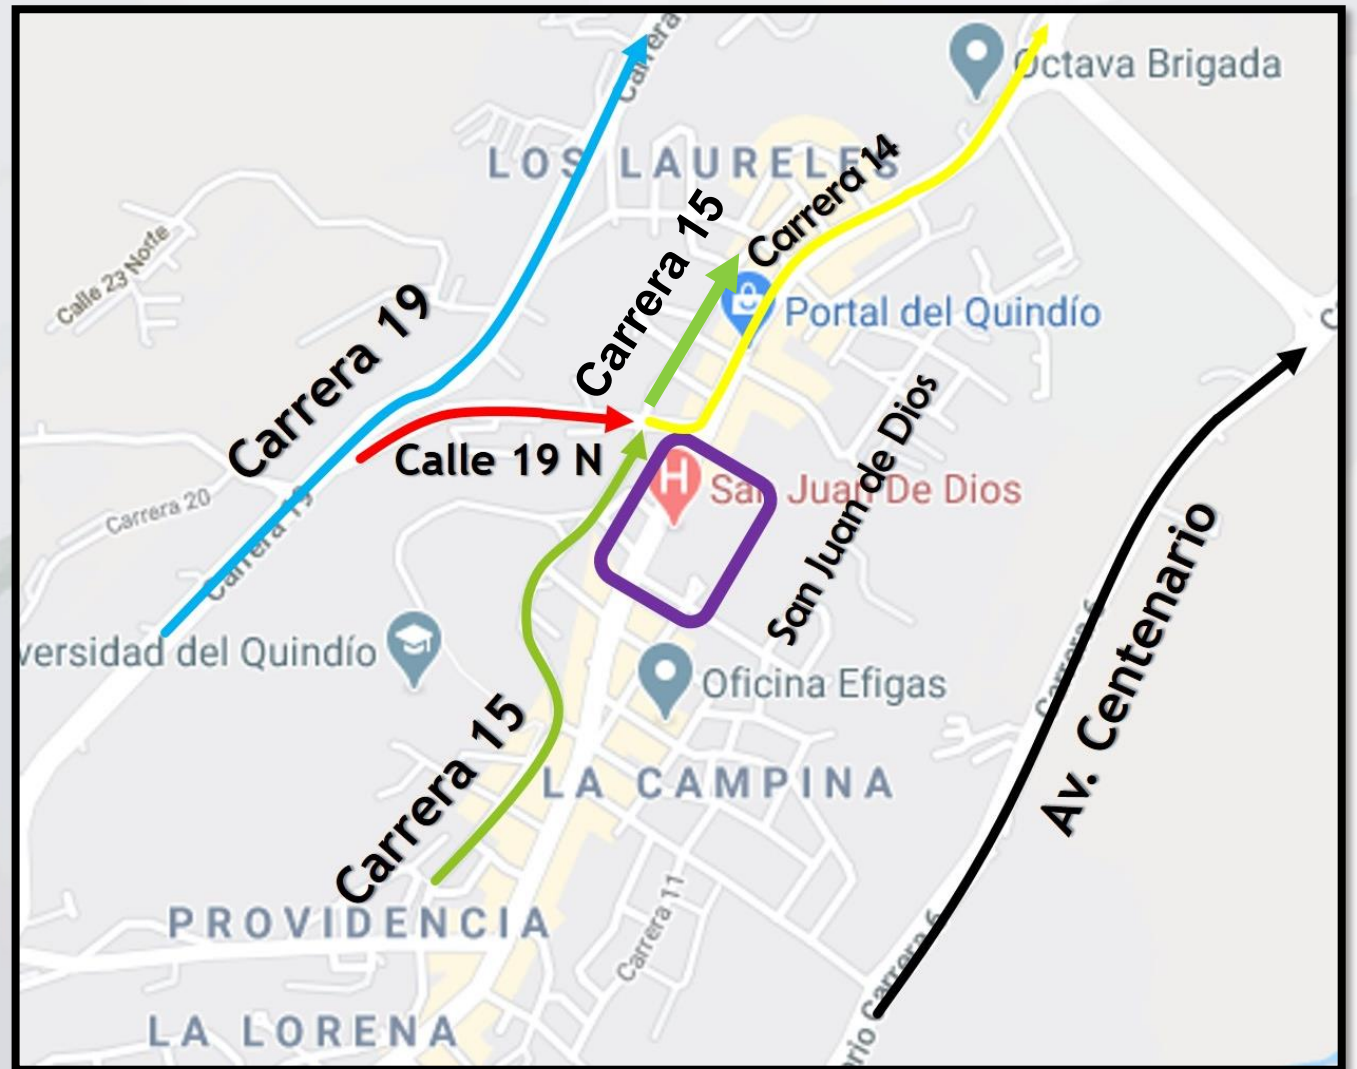 Carrera
Octava Brigada
LOS LAURELES
Carrera 14
Carrera 15
Calle 23 Norte
Carrera 19
Portal del Quindío
San Juan de Dios
Calle 19 N
San Juan De Dios
Carrera 20
Carrera 19
Av. Centenario
Carrera 6
versidad del Quindío
Oficina Efigas
Carrera 15
LA CAMPINA
Carrera 11
PROVIDENCIA
Carrera 6
LA LORENA
rio